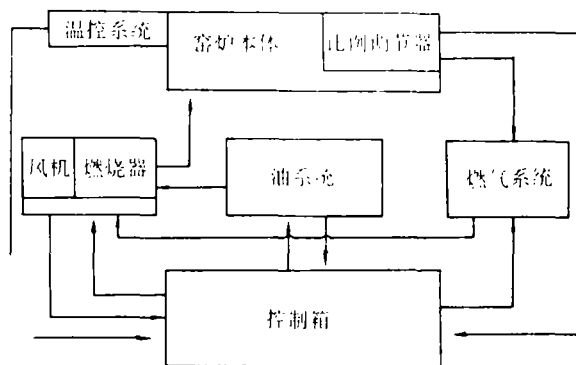 温控系统
窑炉本体
比例调节器
风机
燃烧器
油系统
燃气系统
控制箱